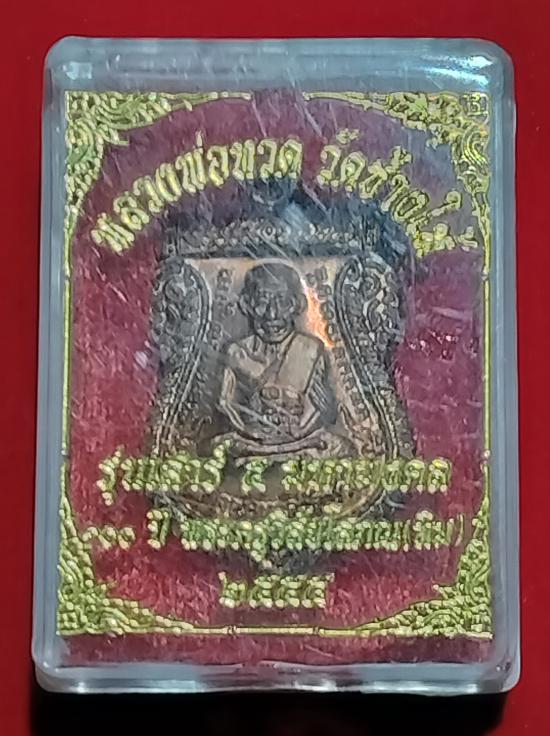 หลวงพ่อทวด วัดช้างให้
รุ่นเสาร์ ๕ มหามงคล
๑๐๐ ปี พระครูวิสัยโสภณ(ทิม)
๒๕๕๕